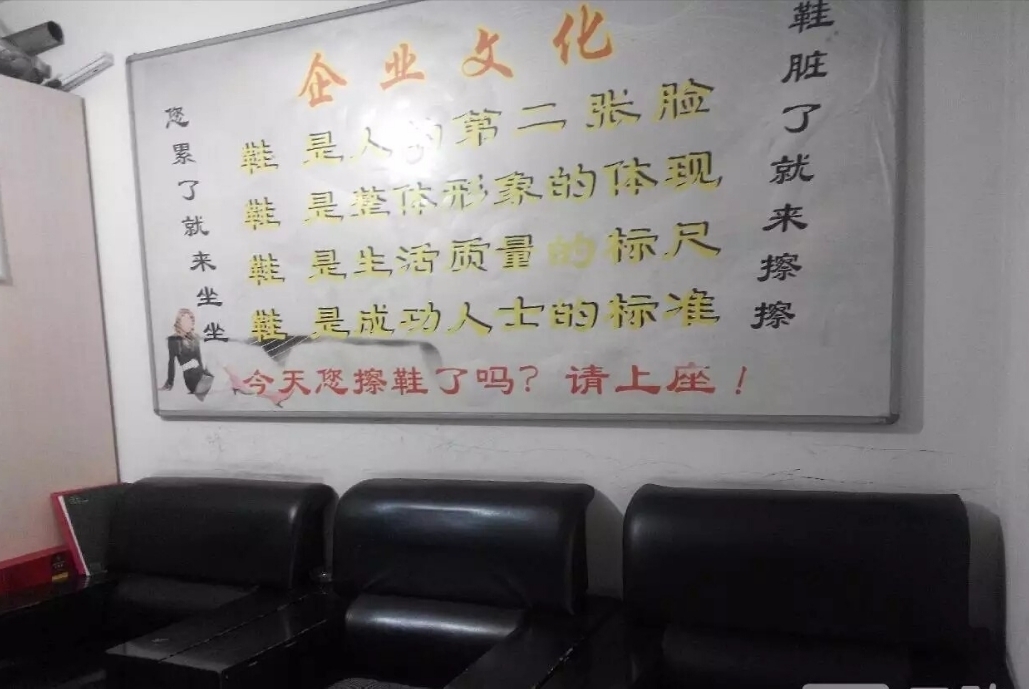 企业文化
您累了就来坐坐
鞋是人的第二张脸
鞋是整体形象的体现
鞋是生活质量的标尺
鞋是成功人士的标准
今天您擦鞋了吗?请上座!
鞋脏了就来擦擦